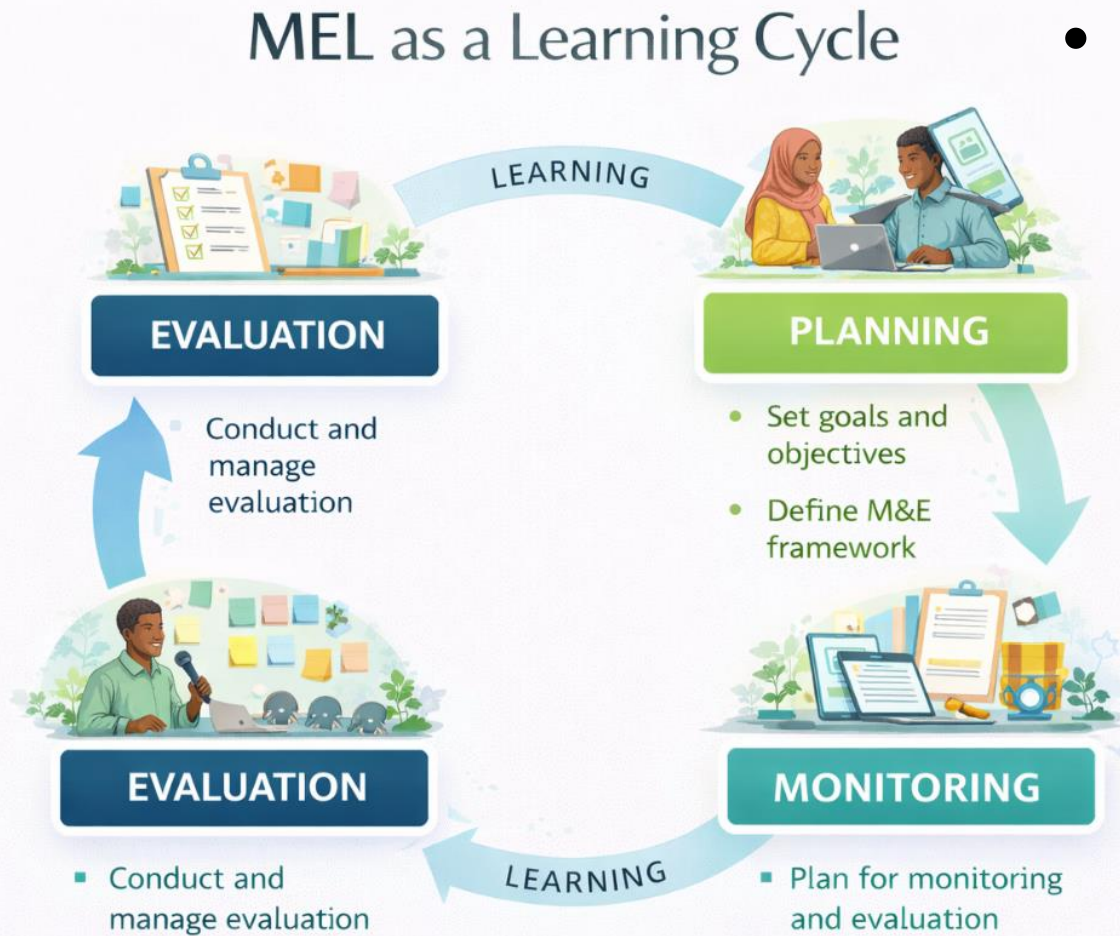 MEL as a Learning Cycle
LEARNING
EVALUATION
PLANNING
Conduct and
manage
evaluation
• Set goals and
objectives
• Define M&E
framework
EVALUATION
MONITORING
LEARNING
▪ Conduct and
manage evaluation
▪ Plan for monitoring
and evaluation